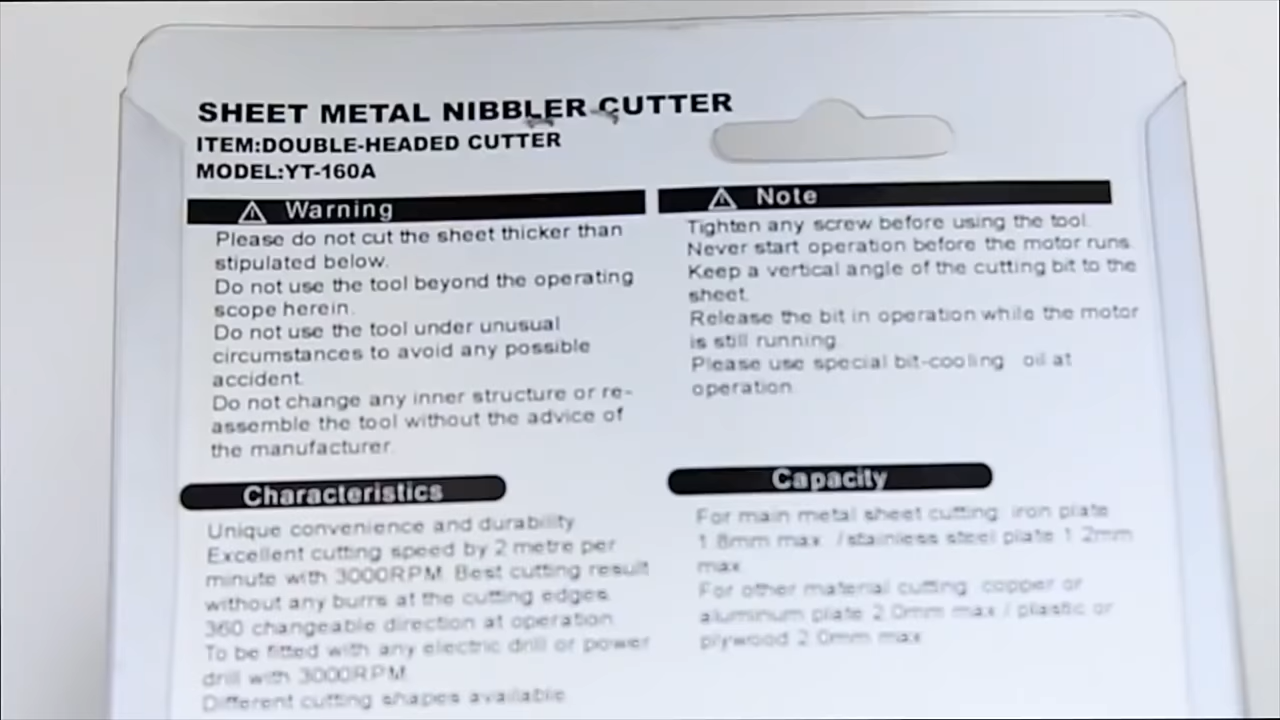 SHEET METAL NIBBLER CUTTER
ITEM:DOUBLE-HEADED CUTTER
MODEL:YT-160A
Warning
Please do not cut the sheet thicker than
stipulated below.
Do not use the tool beyond the operating
scope herein.
Do not use the tool under unusual
circumstances to avoid any possible
accident.
Do not change any inner structure or re-
assemble the tool without the advice of
the manufacturer.
Note
Tighten any screw before using the tool.
Never start operation before the motor runs.
Keep a vertical angle of the cutting bit to the
sheet.
Release the bit in operation while the motor
is still running.
Please use special bit-cooling oil at
operation.
Characteristics
Unique convenience and durability
Excellent cutting speed by 2 metre per
minute with 3000RPM. Best cutting result
without any burrs at the cutting edges.
360 changeable direction at operation.
To be fitted with any electric drill or power
drill with 3000RPM.
Different cutting shapes available.
Capacity
For main metal sheet cutting: iron plate
1.8mm max. /stainless steel plate 1.2mm
max.
For other material cutting: copper or
aluminum plate 2.0mm max / plastic or
plywood 2.0mm max